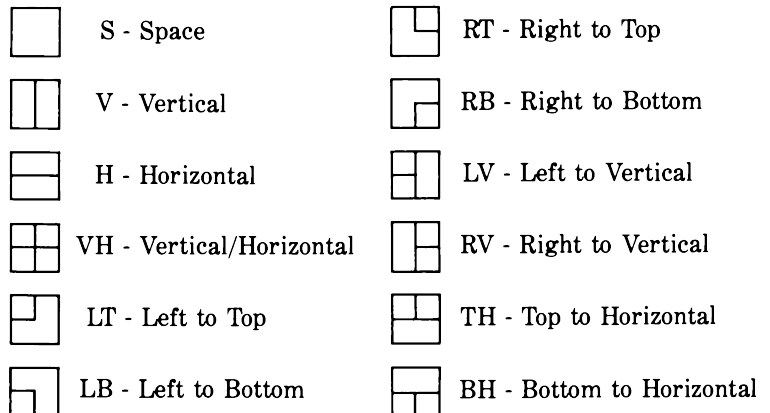 S - Space
V - Vertical
H - Horizontal
VH - Vertical/Horizontal
LT - Left to Top
LB - Left to Bottom
RT - Right to Top
RB - Right to Bottom
LV - Left to Vertical
RV - Right to Vertical
TH - Top to Horizontal
BH - Bottom to Horizontal